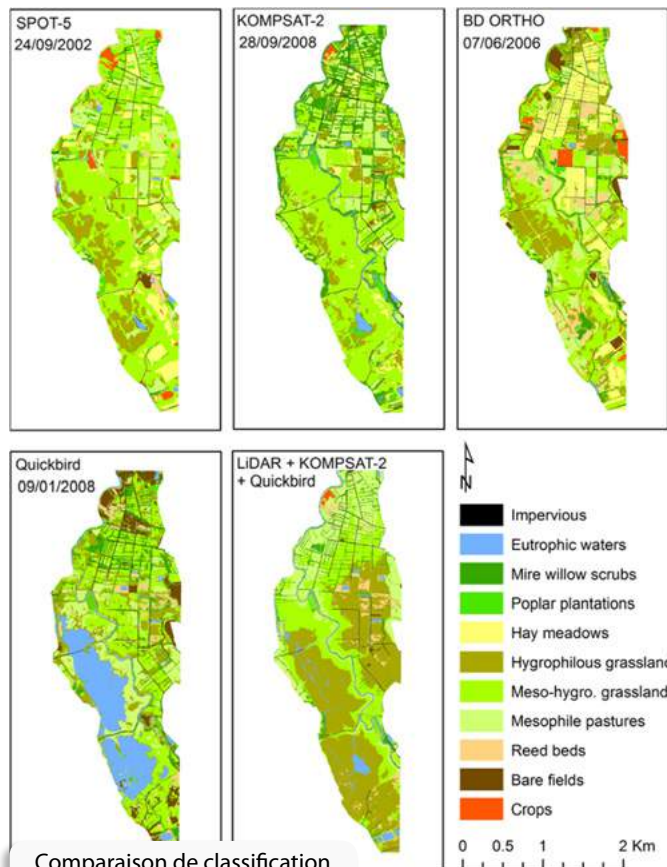 SPOT-5
24/09/2002
KOMPSAT-2
28/09/2008
BD ORTHO
07/06/2006
Quickbird
09/01/2008
LiDAR + KOMPSAT-2
+ Quickbird
N
Impervious
Eutrophic waters
Mire willow scrubs
Poplar plantations
Hay meadows
Hygrophilous grassland
Meso-hygro. grassland
Mesophile pastures
Reed beds
Bare fields
Crops
0 0.5 1 2 Km
Comparaison de classification